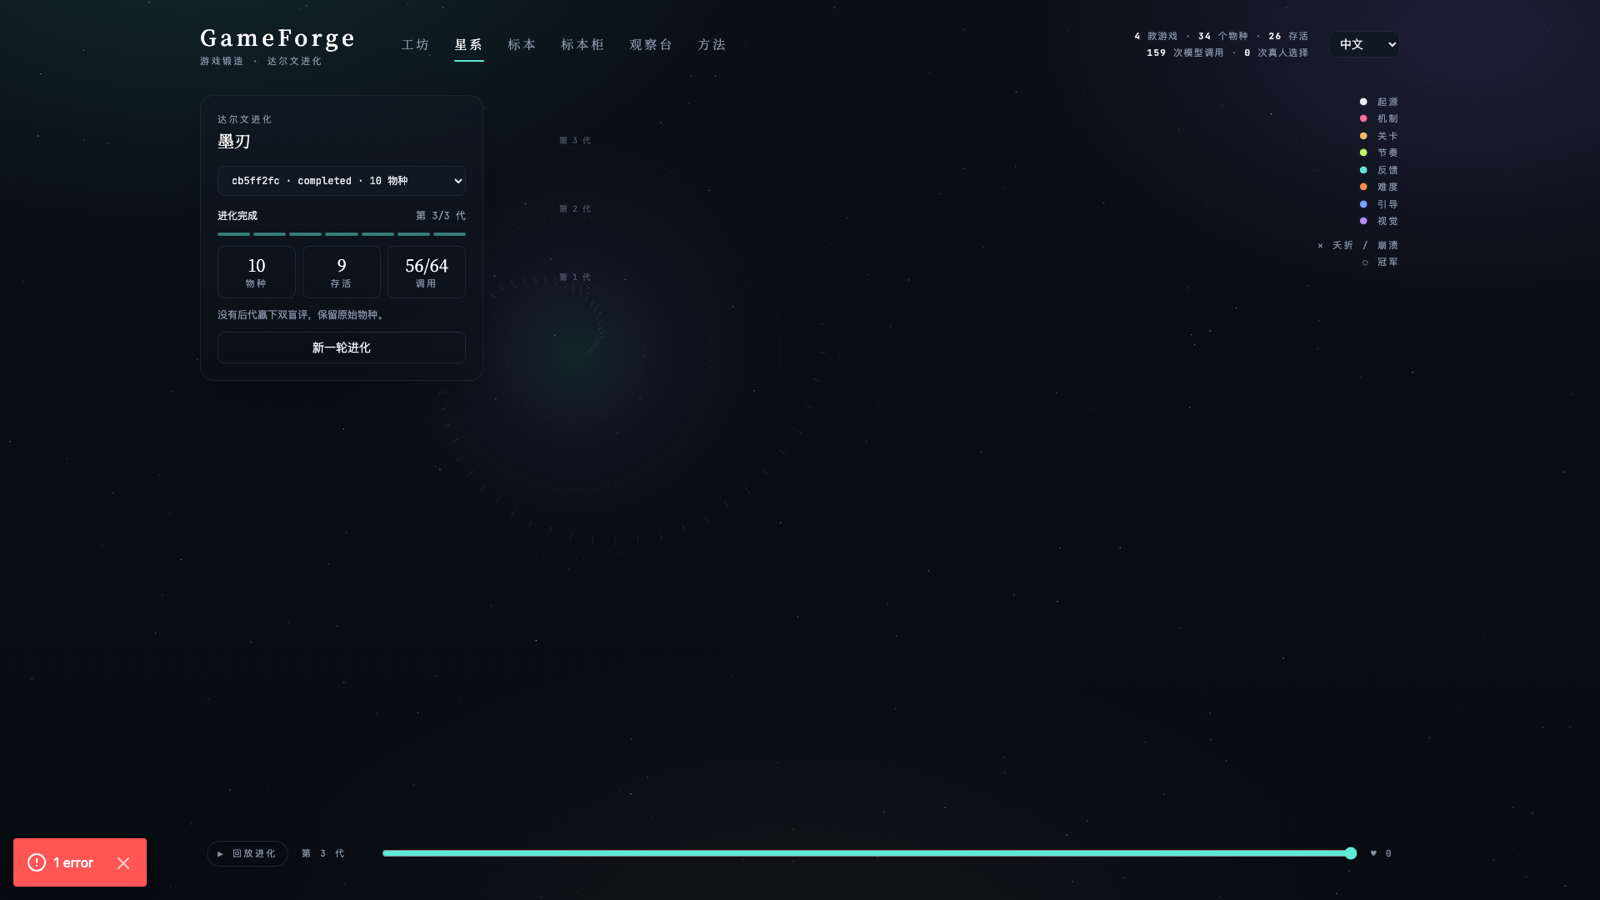 GameForge
游戏锻造 · 达尔文进化
工坊 星系 标本 标本柜 观察台 方法
4 款游戏 · 34 个物种 · 26 存活
159 次模型调用 · 0 次真人选择
中文
达尔文进化
墨刃
cb5ff2fc · completed · 10 物种
进化完成 第 3/3 代
10 9 56/64
物种 存活 调用
没有后代赢下双盲评，保留原始物种。
新一轮进化
第 3 代
第 2 代
第 1 代
起源
机制
关卡
节奏
反馈
难度
引导
视觉
× 夭折 / 崩溃
○ 冠军
▶ 回放进化 第 3 代 ♥ 0
1 error